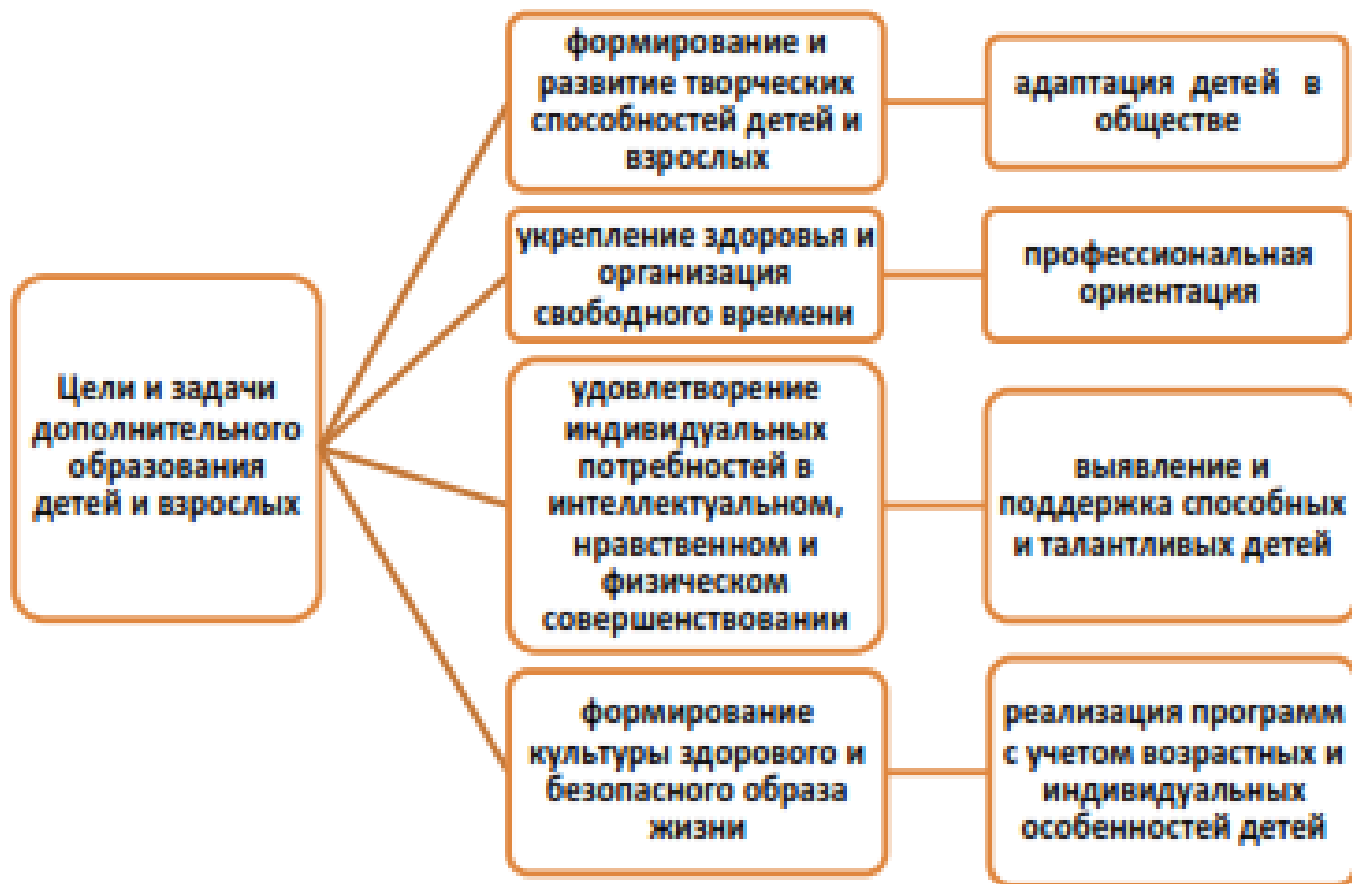 Цели и задачи
дополнительного
образования
детей и взрослых
формирование и
развитие творческих
способностей детей и
взрослых
адаптация детей в
обществе
укрепление здоровья и
организация
свободного времени
профессиональная
ориентация
удовлетворение
индивидуальных
потребностей в
интеллектуальном,
нравственном и
физическом
совершенствовании
выявление и
поддержка способных
и талантливых детей
формирование
культуры здорового и
безопасного образа
жизни
реализация программ
с учетом возрастных и
индивидуальных
особенностей детей